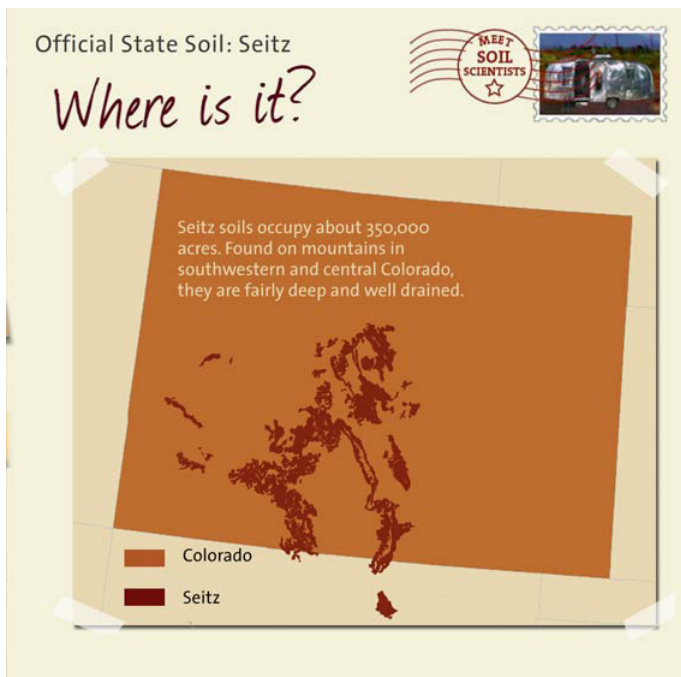 Official State Soil: Seitz
Where is it?
MEET
SOIL
SCIENTISTS
Seitz soils occupy about 350,000
acres. Found on mountains in
southwestern and central Colorado,
they are fairly deep and well drained.
Colorado
Seitz